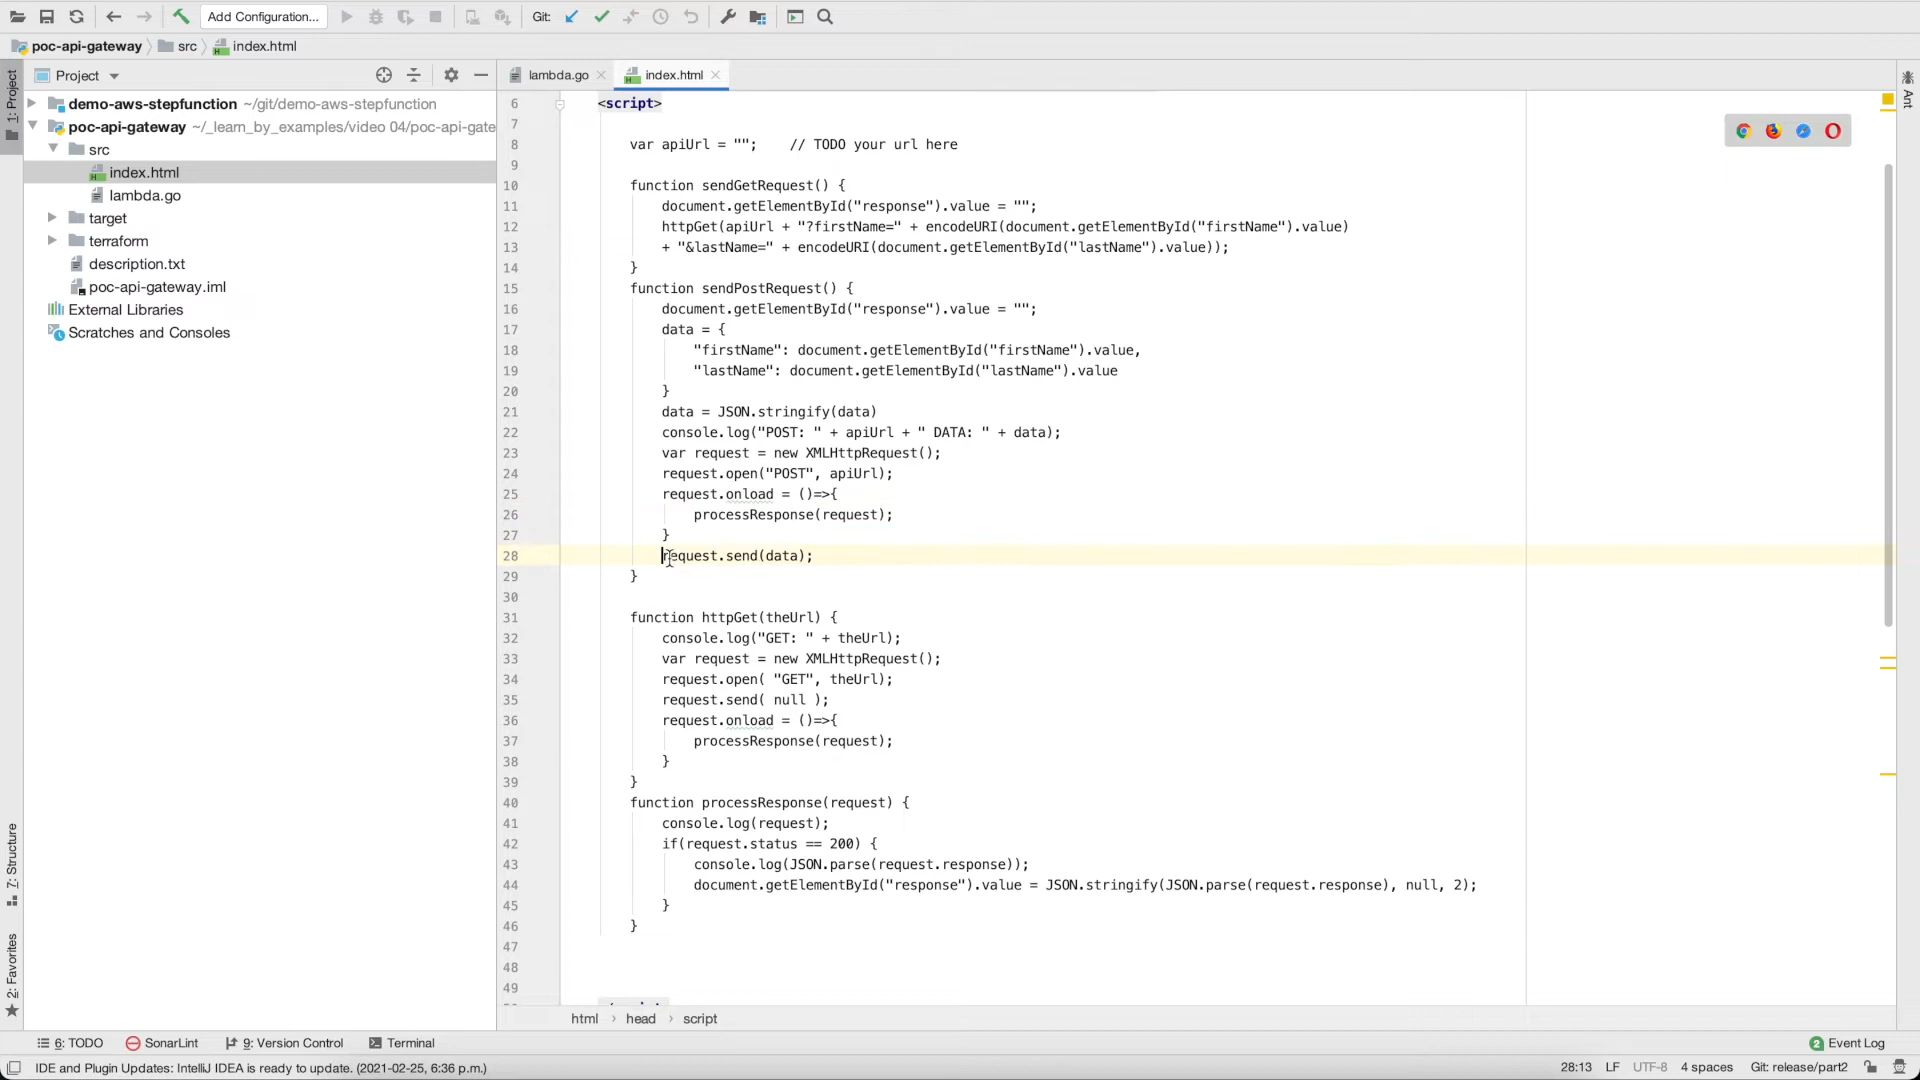 Add Configuration...
Git:
poc-api-gateway
src
index.html
Project
lambda.go
index.html
1: Project
Ant
demo-aws-stepfunction ~/git/demo-aws-stepfunction
poc-api-gateway ~/_learn_by_examples/video 04/poc-api-gate
src
index.html
lambda.go
target
terraform
description.txt
poc-api-gateway.iml
External Libraries
Scratches and Consoles
6 <script>
7
8 var apiUrl = ""; // TODO your url here
9
10 function sendGetRequest() {
11 document.getElementById("response").value = "";
12 httpGet(apiUrl + "?firstName=" + encodeURI(document.getElementById("firstName").value)
13 + "&lastName=" + encodeURI(document.getElementById("lastName").value));
14 }
15 function sendPostRequest() {
16 document.getElementById("response").value = "";
17 data = {
18 "firstName": document.getElementById("firstName").value,
19 "lastName": document.getElementById("lastName").value
20 }
21 data = JSON.stringify(data)
22 console.log("POST: " + apiUrl + " DATA: " + data);
23 var request = new XMLHttpRequest();
24 request.open("POST", apiUrl);
25 request.onload = ()=>{
26 processResponse(request);
27 }
28 request.send(data);
29 }
30
31 function httpGet(theUrl) {
32 console.log("GET: " + theUrl);
33 var request = new XMLHttpRequest();
34 request.open( "GET", theUrl);
35 request.send( null );
36 request.onload = ()=>{
37 processResponse(request);
38 }
39 }
40 function processResponse(request) {
41 console.log(request);
42 if(request.status == 200) {
43 console.log(JSON.parse(request.response));
44 document.getElementById("response").value = JSON.stringify(JSON.parse(request.response), null, 2);
45 }
46 }
47
48
49
7: Structure
2: Favorites
html › head › script
6: TODO
SonarLint
9: Version Control
Terminal
2 Event Log
IDE and Plugin Updates: IntelliJ IDEA is ready to update. (2021-02-25, 6:36 p.m.)
28:13 LF UTF-8 4 spaces Git: release/part2